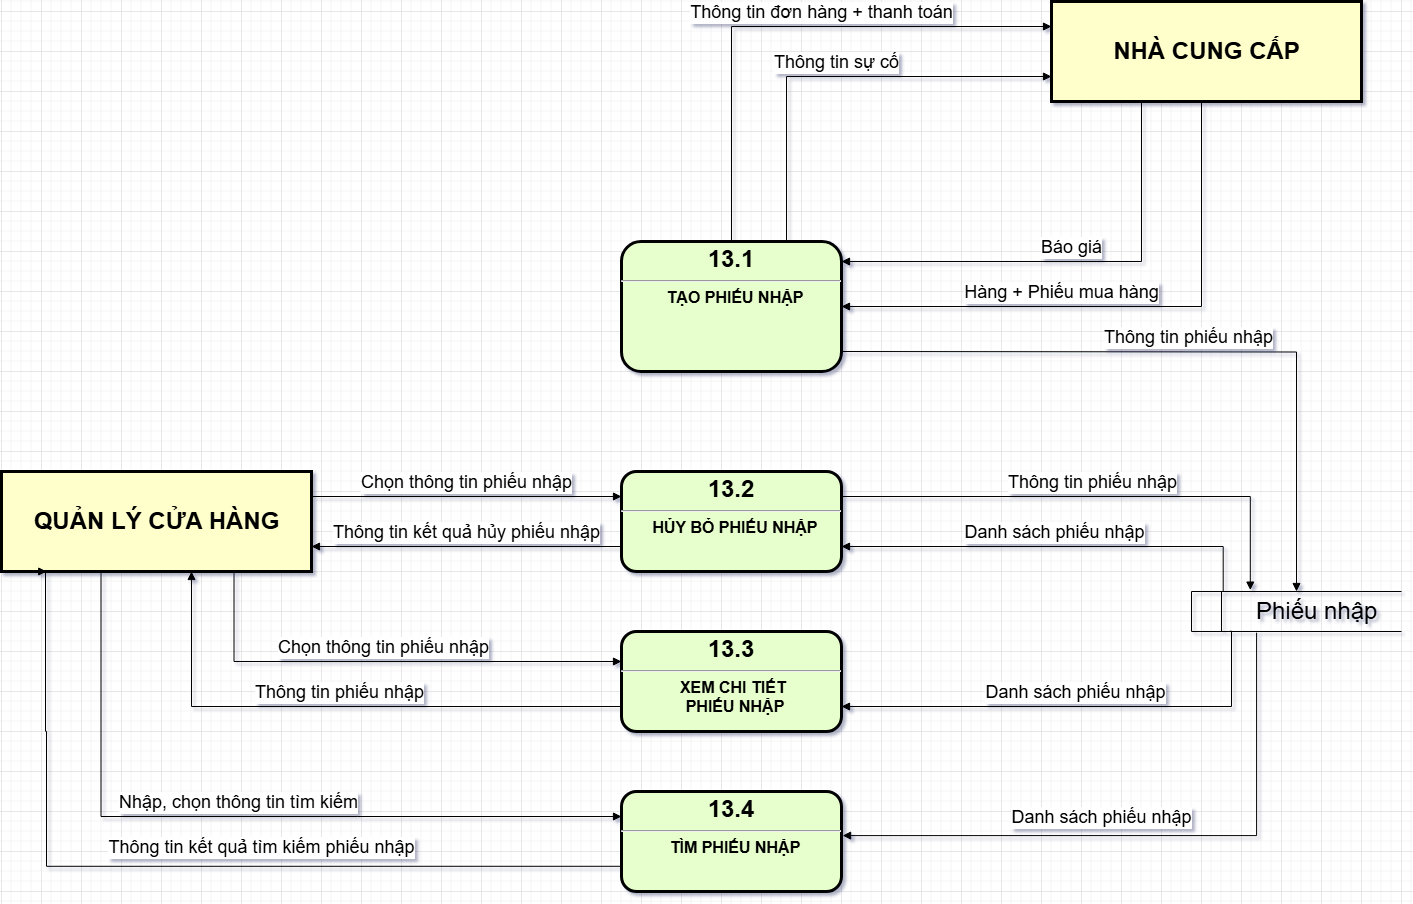 Thông tin đơn hàng + thanh toán
NHÀ CUNG CẤP
Thông tin sự cố
Báo giá
13.1
TẠO PHIẾU NHẬP
Hàng + Phiếu mua hàng
Thông tin phiếu nhập
QUẢN LÝ CỬA HÀNG
Chọn thông tin phiếu nhập
13.2
HỦY BỎ PHIẾU NHẬP
Thông tin phiếu nhập
Thông tin kết quả hủy phiếu nhập
Danh sách phiếu nhập
Phiếu nhập
Chọn thông tin phiếu nhập
13.3
XEM CHI TIẾT
PHIẾU NHẬP
Thông tin phiếu nhập
Danh sách phiếu nhập
Nhập, chọn thông tin tìm kiếm
13.4
TÌM PHIẾU NHẬP
Danh sách phiếu nhập
Thông tin kết quả tìm kiếm phiếu nhập